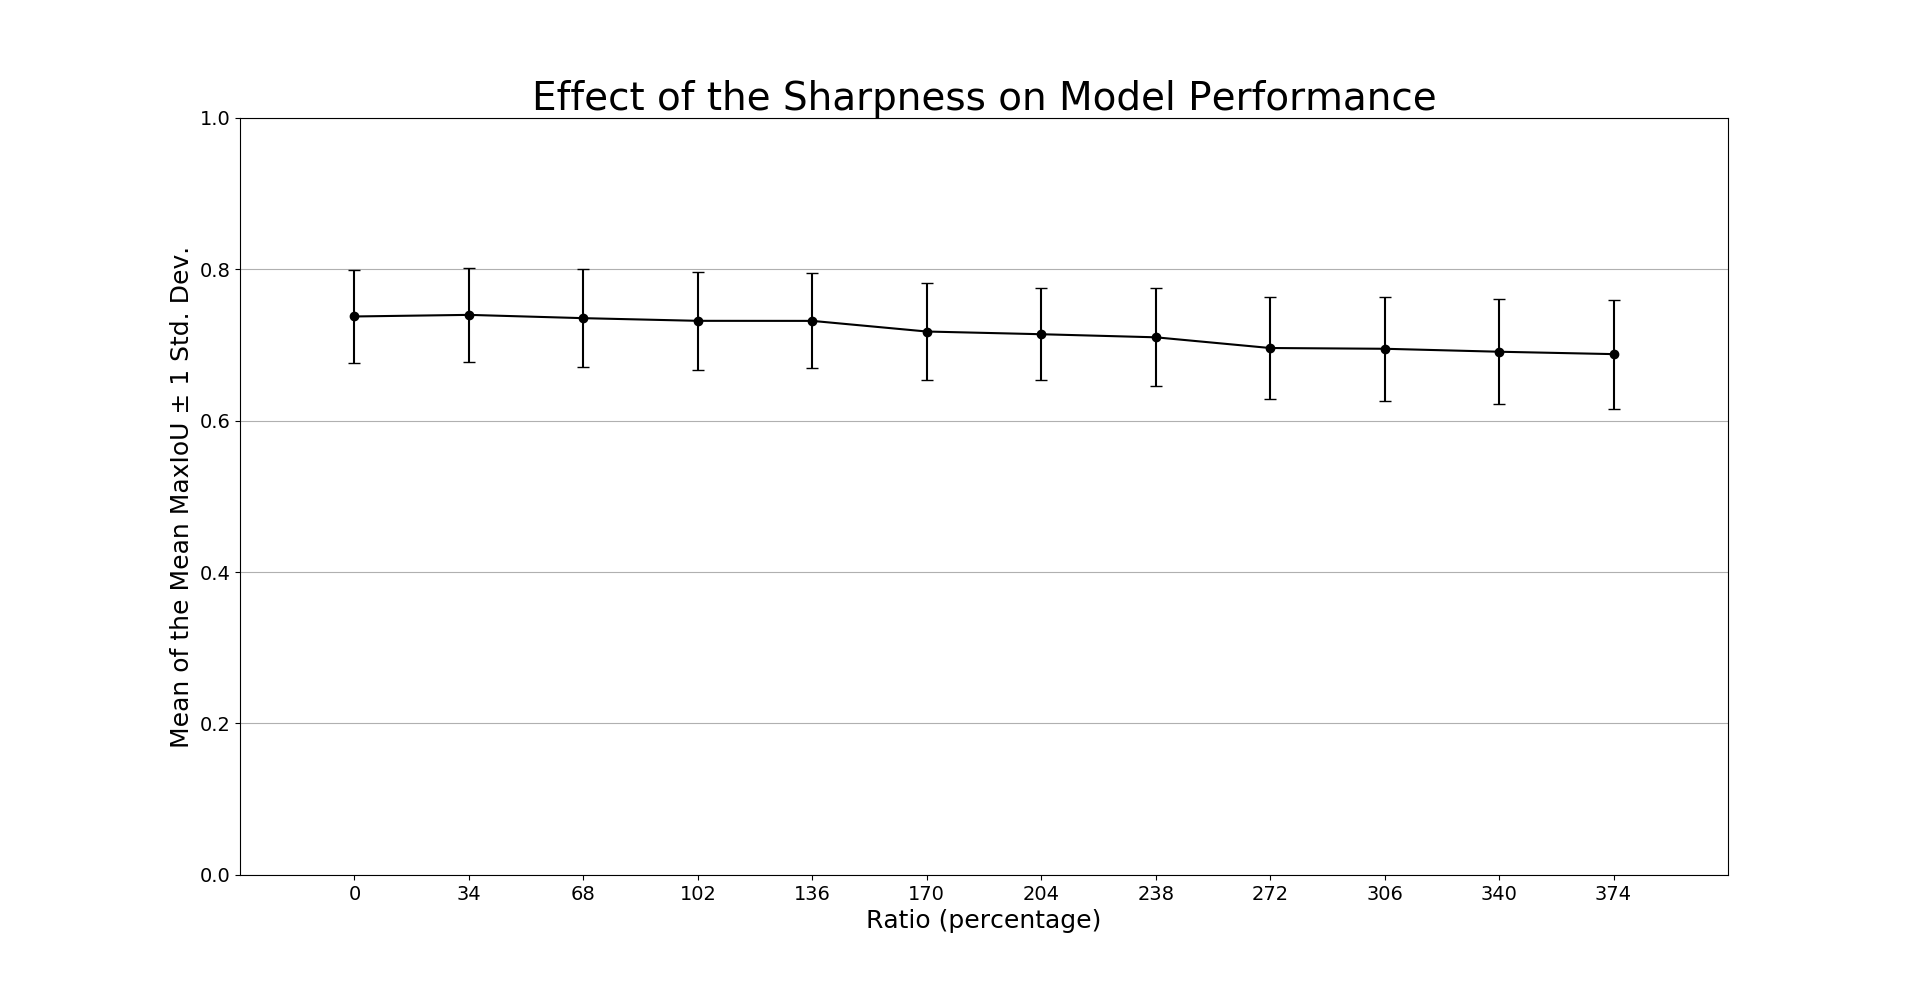 Effect of the Sharpness on Model Performance
Mean of the Mean MaxIoU ± 1 Std. Dev.
1.0
0.8
0.6
0.4
0.2
0.0
0 34 68 102 136 170 204 238 272 306 340 374
Ratio (percentage)